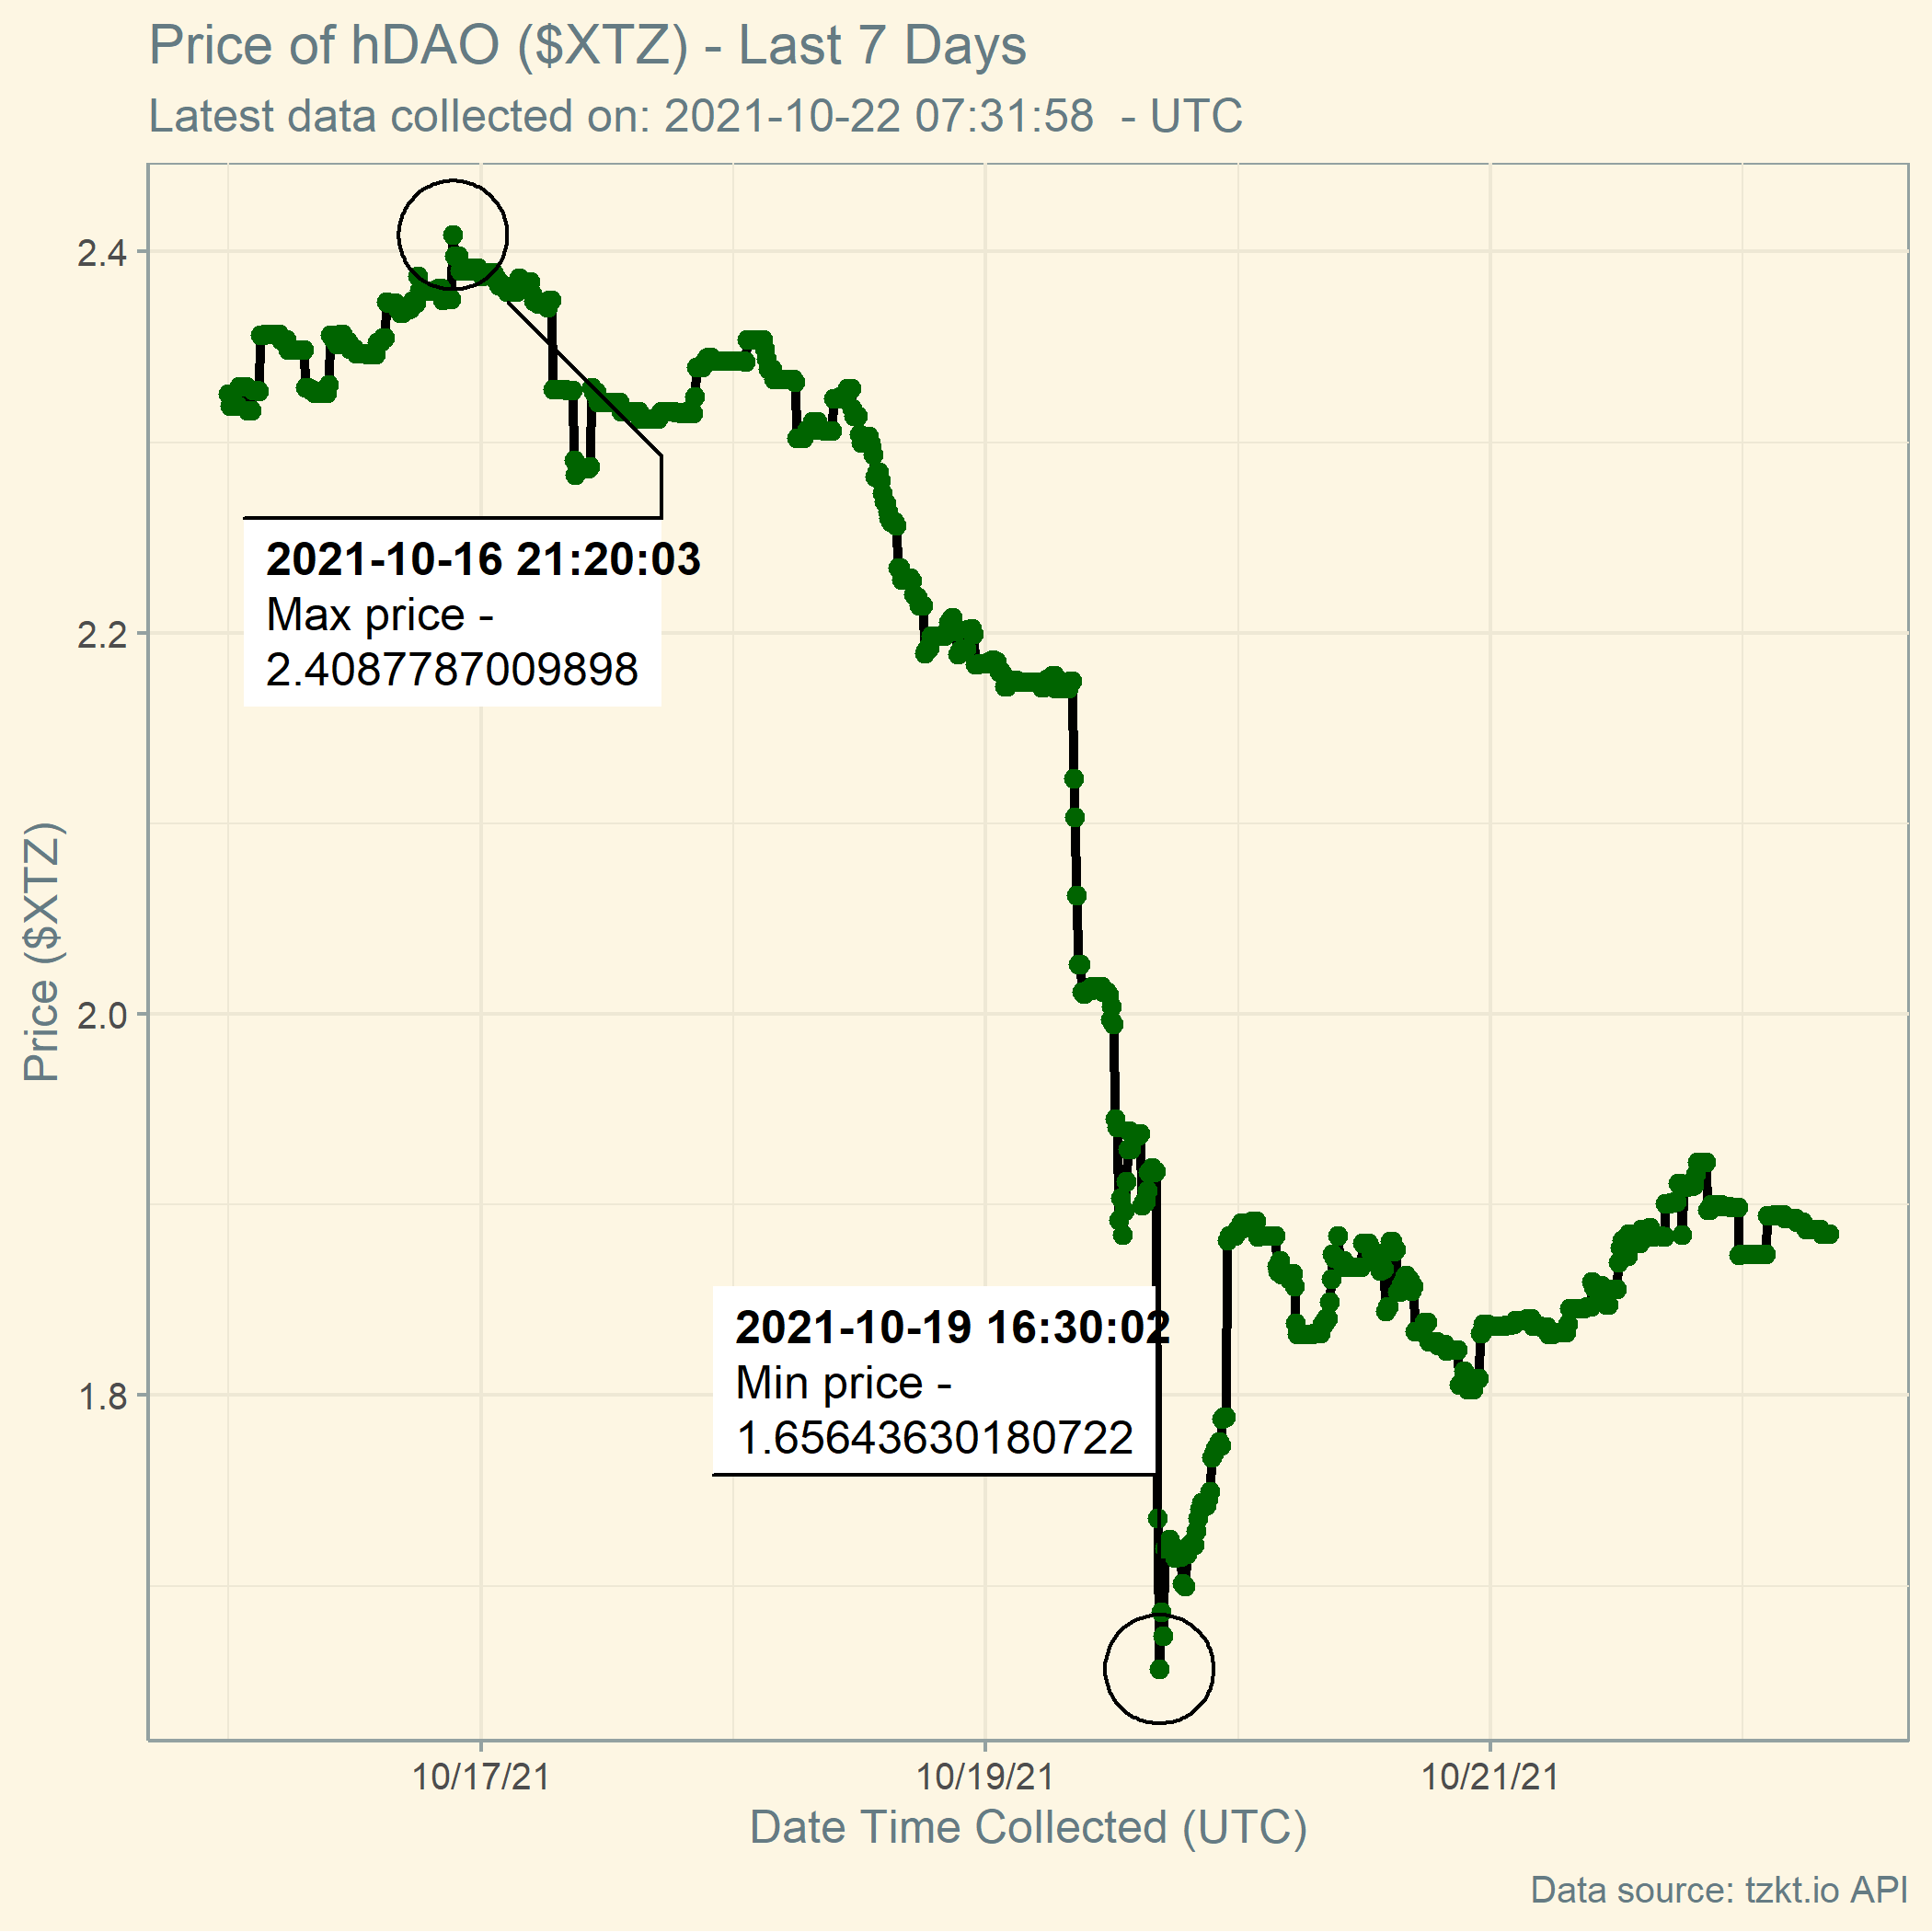 Price of hDAO ($XTZ) - Last 7 Days
Latest data collected on: 2021-10-22 07:31:58  - UTC
Price ($XTZ)
2.4
2.2
2.0
1.8
2021-10-16 21:20:03
Max price -
2.4087787009898
2021-10-19 16:30:02
Min price -
1.65643630180722
10/17/21
10/19/21
10/21/21
Date Time Collected (UTC)
Data source: tzkt.io API